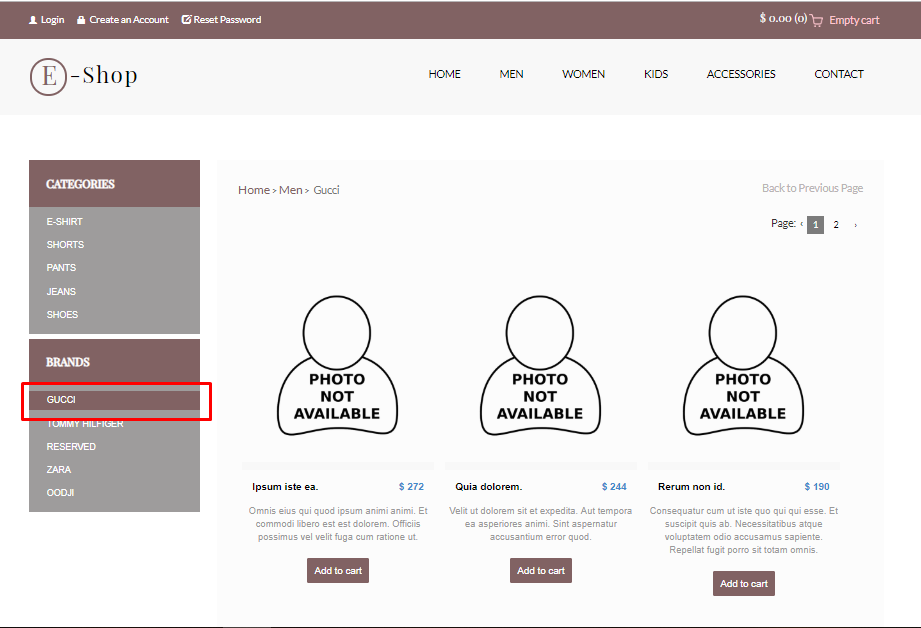 Login Create an Account Reset Password
$ 0.00 (0) Empty cart
E -Shop
HOME MEN WOMEN KIDS ACCESSORIES CONTACT
CATEGORIES
E-SHIRT
SHORTS
PANTS
JEANS
SHOES
BRANDS
GUCCI
TOMMY HILFIGER
RESERVED
ZARA
OODJI
Home > Men > Gucci
Back to Previous Page
Page: ‹ 1 2 ›
PHOTO
NOT
AVAILABLE
Ipsum iste ea. $ 272
Omnis eius qui quod ipsum animi animi. Et
commodi libero est est dolorem. Officiis
possimus vel velit fuga cum ratione ut.
Add to cart
PHOTO
NOT
AVAILABLE
Quia dolorem. $ 244
Velit ut dolorem sit et expedita. Aut tempora
ea asperiores animi. Sint aspernatur
accusantium error quod.
Add to cart
PHOTO
NOT
AVAILABLE
Rerum non id. $ 190
Consequatur cum ut iste quo qui qui esse. Et
suscipit quis ab. Necessitatibus atque
voluptatem odio accusamus sapiente.
Repellat fugit porro sit totam omnis.
Add to cart